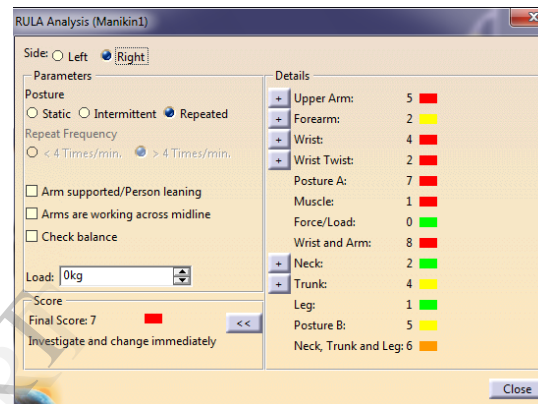 RULA Analysis (Manikin1)
Side: Left Right
Parameters
Posture
Static Intermittent Repeated
Repeat Frequency
< 4 Times/min. > 4 Times/min.
Arm supported/Person leaning
Arms are working across midline
Check balance
Load: 0kg
Score
Final Score: 7
<<
Investigate and change immediately
Details
+ Upper Arm: 5
+ Forearm: 2
+ Wrist: 4
+ Wrist Twist: 2
Posture A: 7
Muscle: 1
Force/Load: 0
Wrist and Arm: 8
+ Neck: 2
+ Trunk: 4
Leg: 1
Posture B: 5
Neck, Trunk and Leg: 6
Close